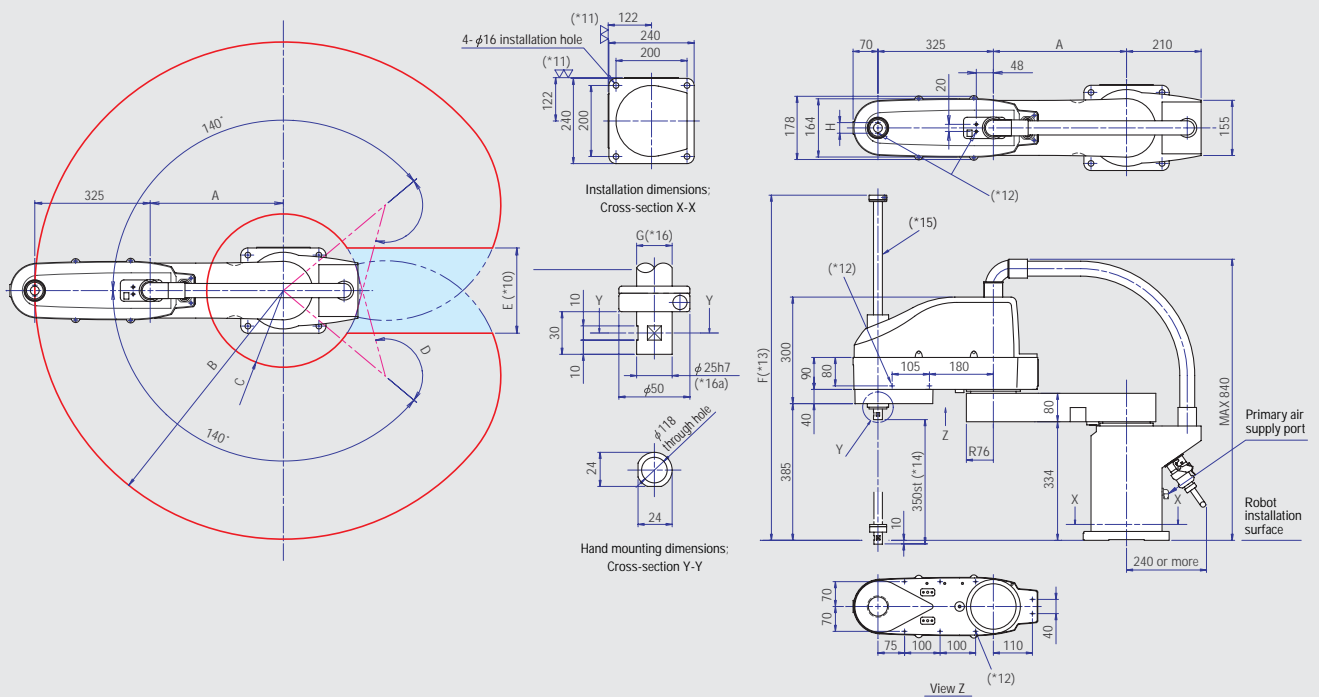 140˚
325
A
B
C
D
E (*10)
140˚
(*11)
122
4- ϕ16 installation hole
240
200
(*11)
122
240
200
Installation dimensions;
Cross-section X-X
G(*16)
10
30
10
Y
Y
ϕ 25h7
(*16a)
ϕ50
ϕ 118
through hole
24
24
Hand mounting dimensions;
Cross-section Y-Y
70
325
A
210
48
20
178
164
H
155
(*12)
(*15)
(*12)
F(*13)
300
90
80
105
180
40
385
Y
Z
350st (*14)
10
R76
80
334
MAX 840
X
X
Primary air
supply port
Robot
installation
surface
240 or more
70
70
75
100
100
110
40
(*12)
View Z